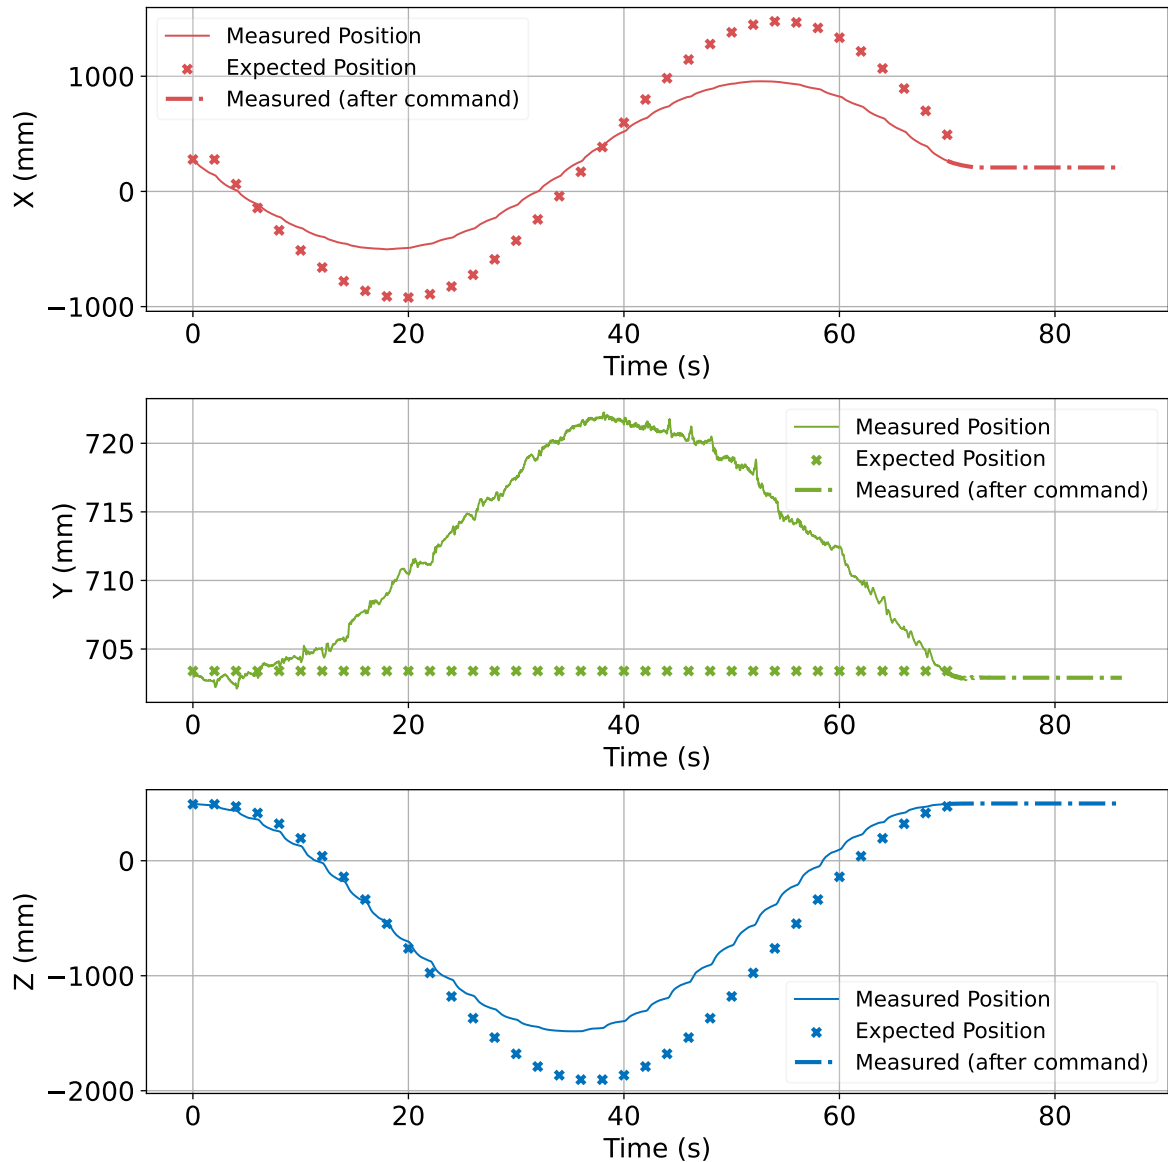 Measured Position
Expected Position
Measured (after command)
1000
0
−1000
X (mm)
0 20 40 60 80
Time (s)
Measured Position
Expected Position
Measured (after command)
720
715
710
705
Y (mm)
0 20 40 60 80
Time (s)
0
−1000
−2000
Z (mm)
Measured Position
Expected Position
Measured (after command)
0 20 40 60 80
Time (s)